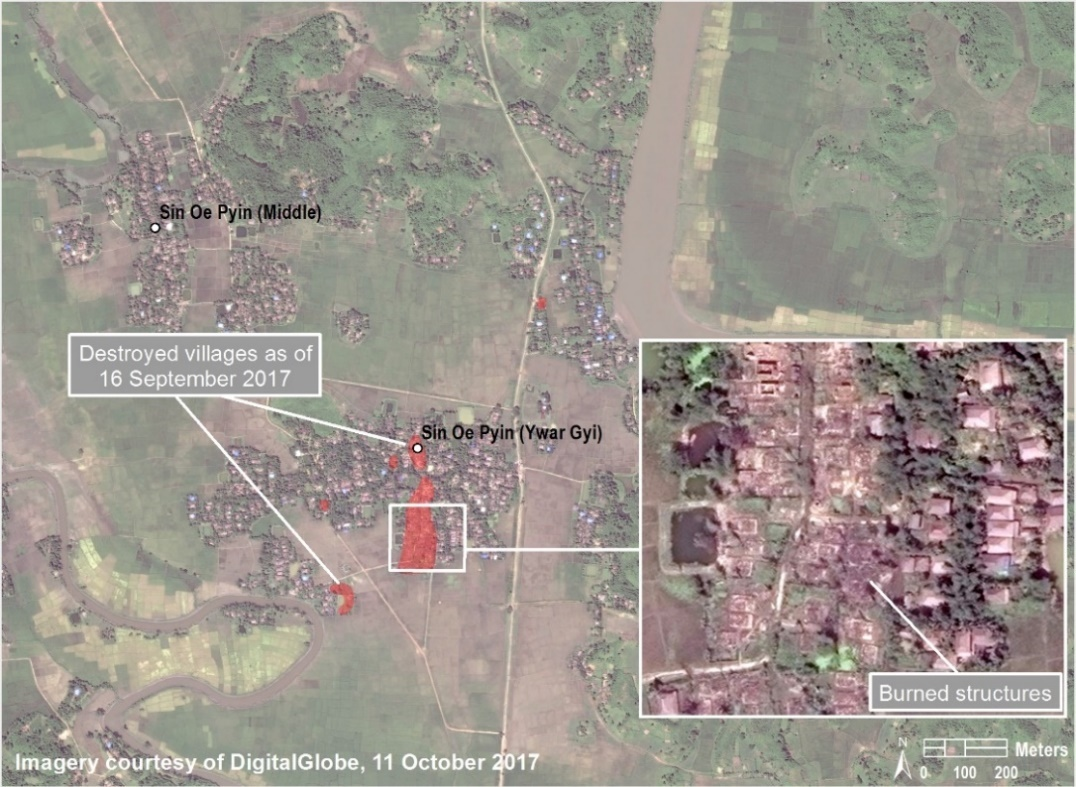 Sin Oe Pyin (Middle)
Destroyed villages as of
16 September 2017
Sin Oe Pyin (Ywar Gyi)
Burned structures
Imagery courtesy of DigitalGlobe, 11 October 2017
N
Meters
0 100 200